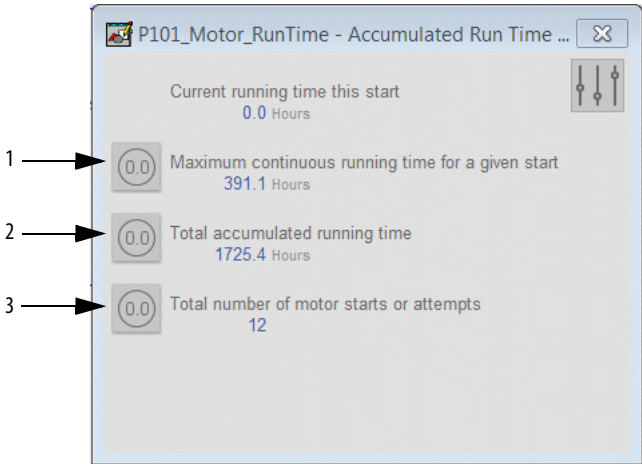 P101_Motor_RunTime - Accumulated Run Time ...
Current running time this start
0.0 Hours
1
0.0
Maximum continuous running time for a given start
391.1 Hours
2
0.0
Total accumulated running time
1725.4 Hours
3
0.0
Total number of motor starts or attempts
12